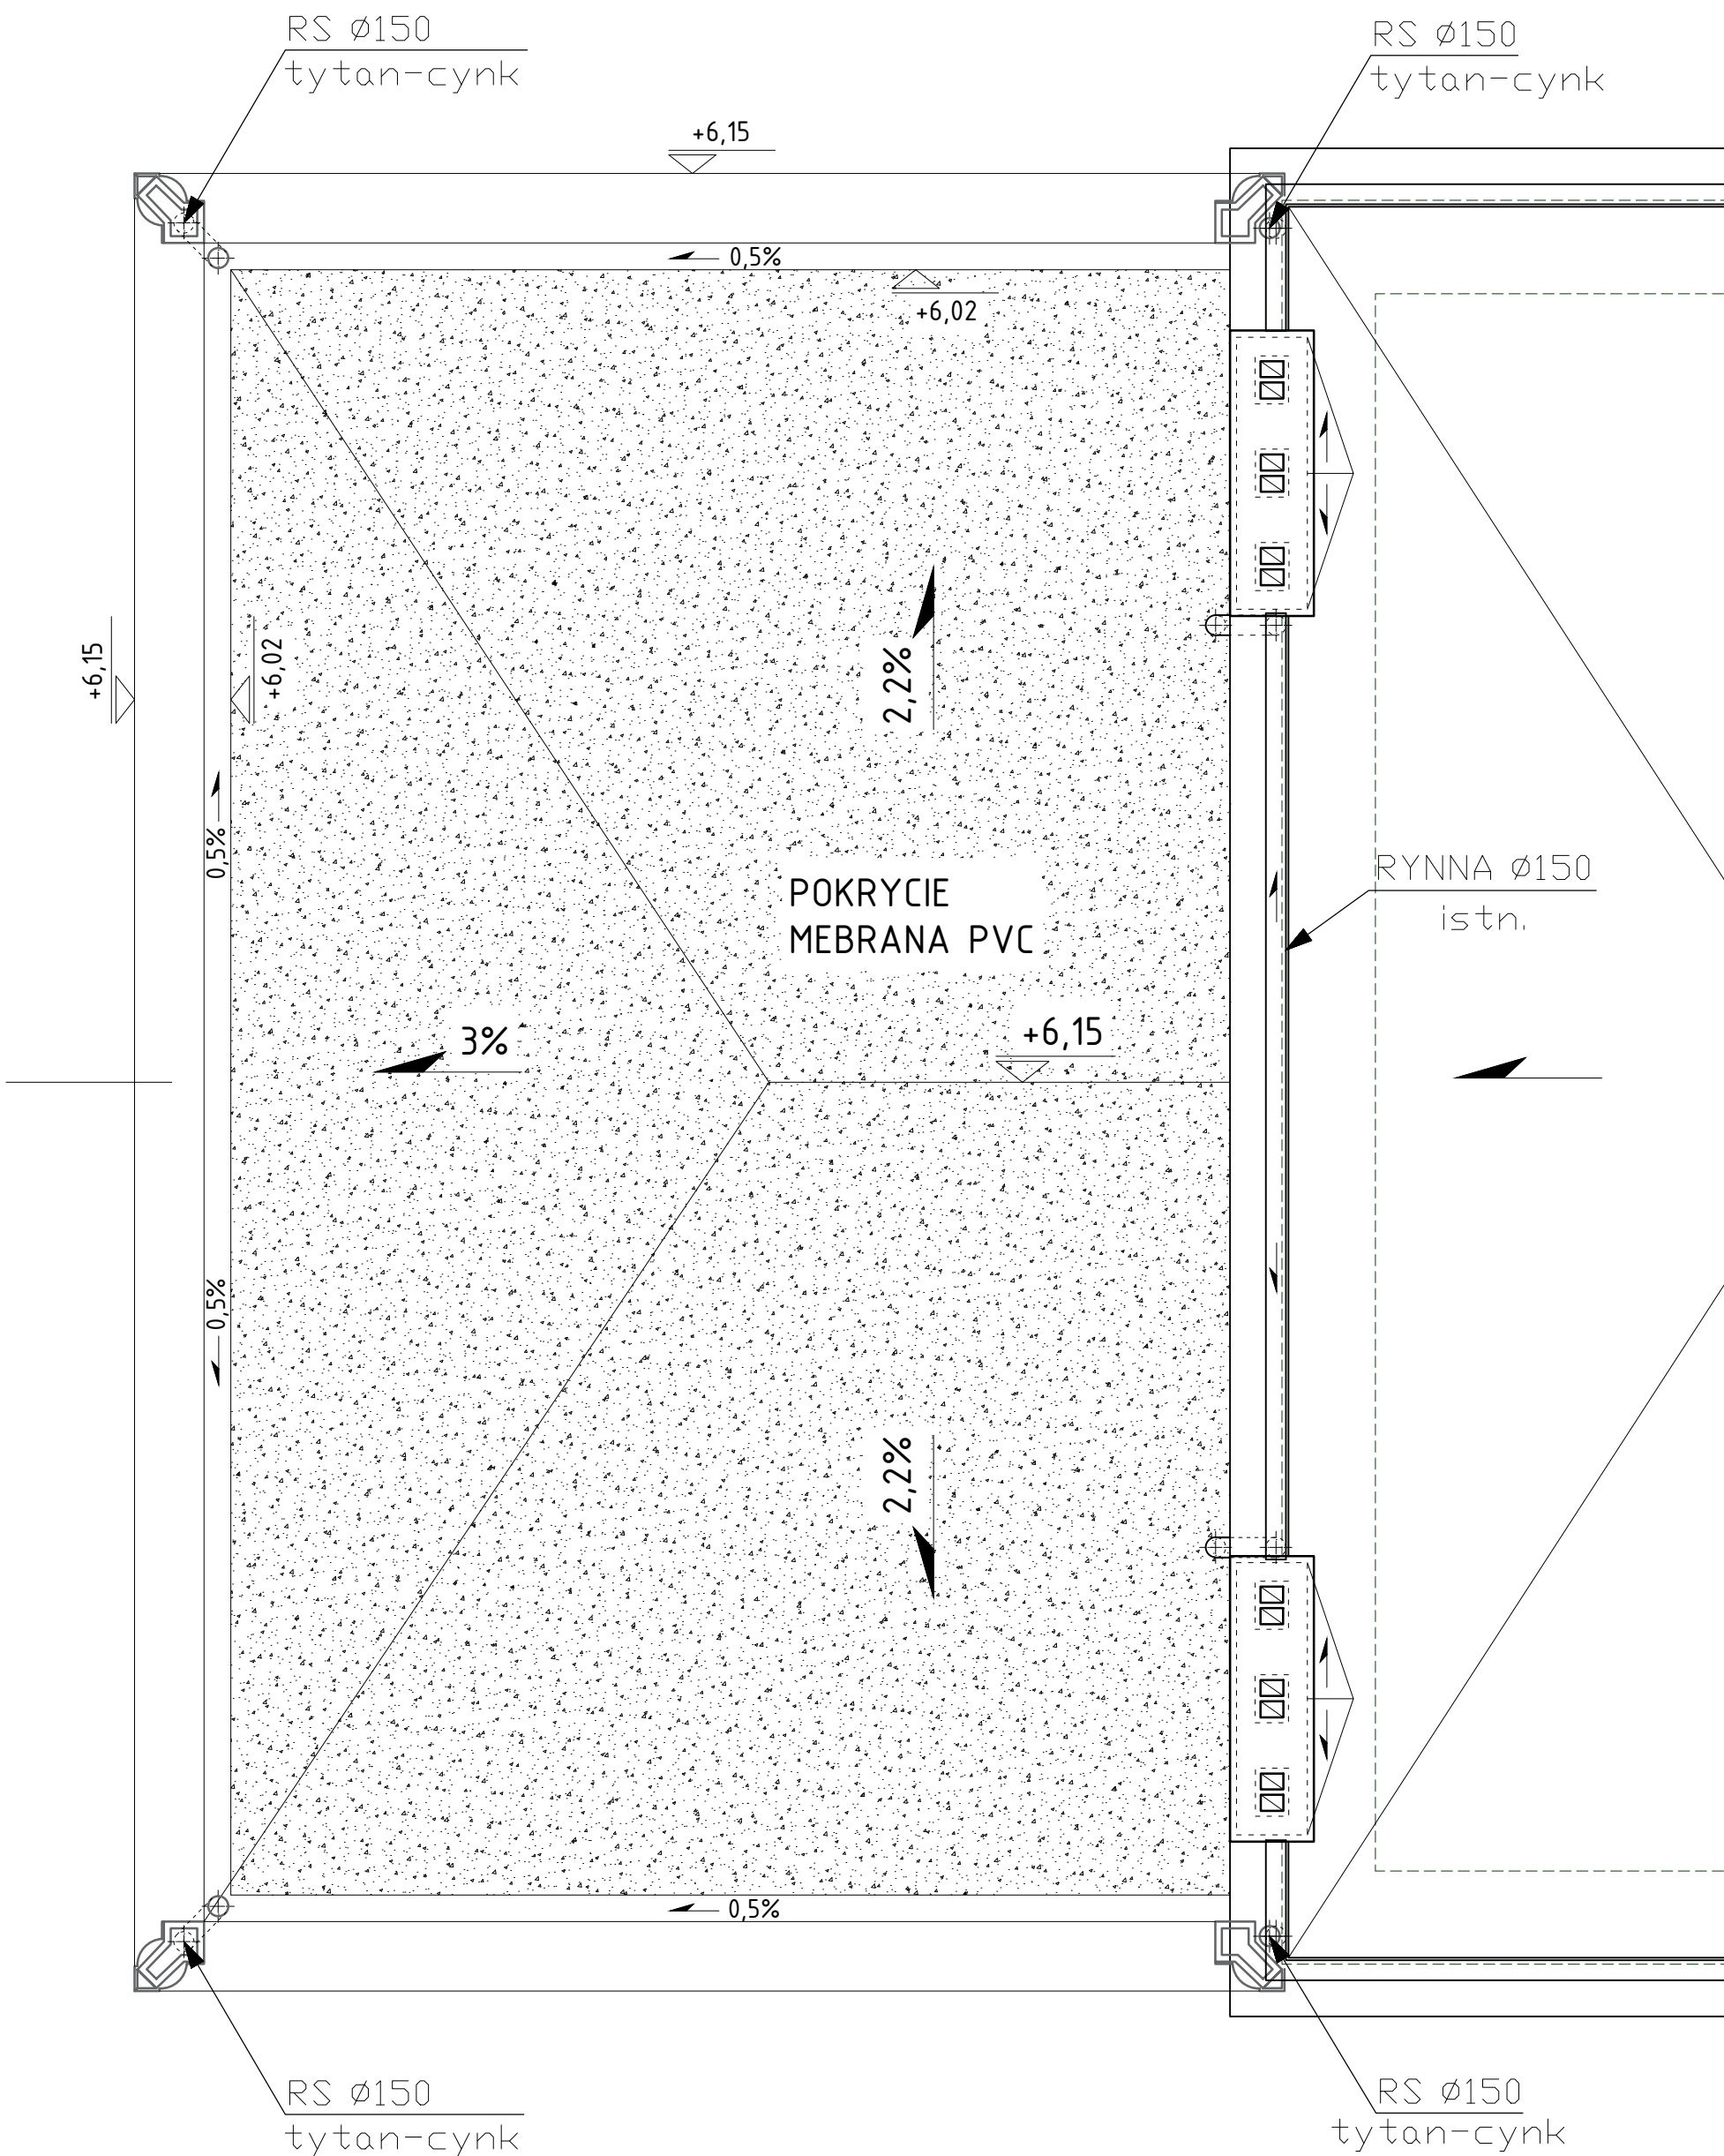 RS Ø150
tytan-cynk
RS Ø150
tytan-cynk
+6,15
0,5%
+6,02
+6,15
+6,02
2,2%
0,5%
POKRYCIE
MEBRANA PVC
RYNNA Ø150
istn.
3%
+6,15
0,5%
2,2%
0,5%
RS Ø150
tytan-cynk
RS Ø150
tytan-cynk